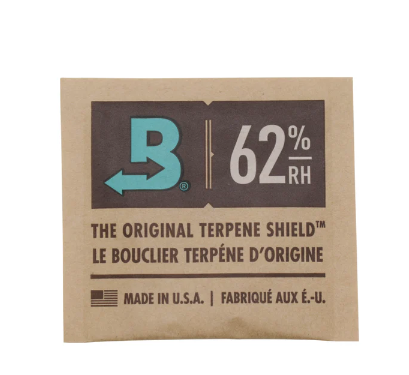 B®
62%
RH
THE ORIGINAL TERPENE SHIELD™
LE BOUCLIER TERPÉNE D'ORIGINE
MADE IN U.S.A. | FABRIQUÉ AUX É.-U.